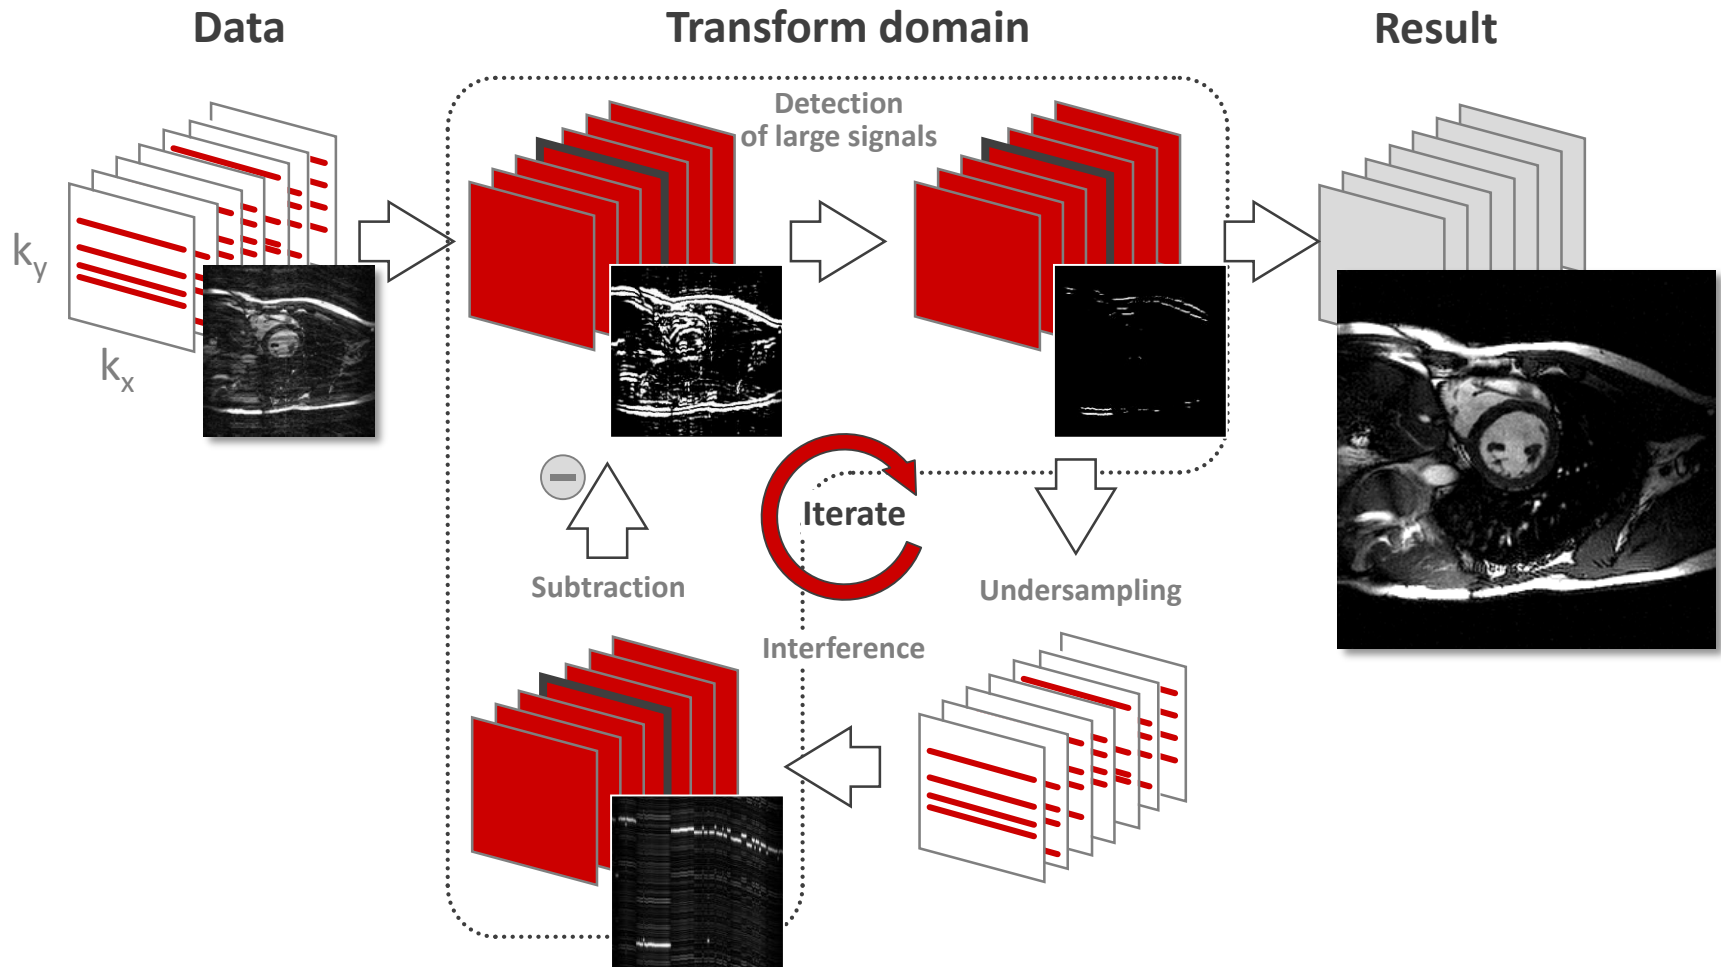 Data
Transform domain
Result
Detection
of large signals
ky
kx
Iterate
Subtraction
Undersampling
Interference